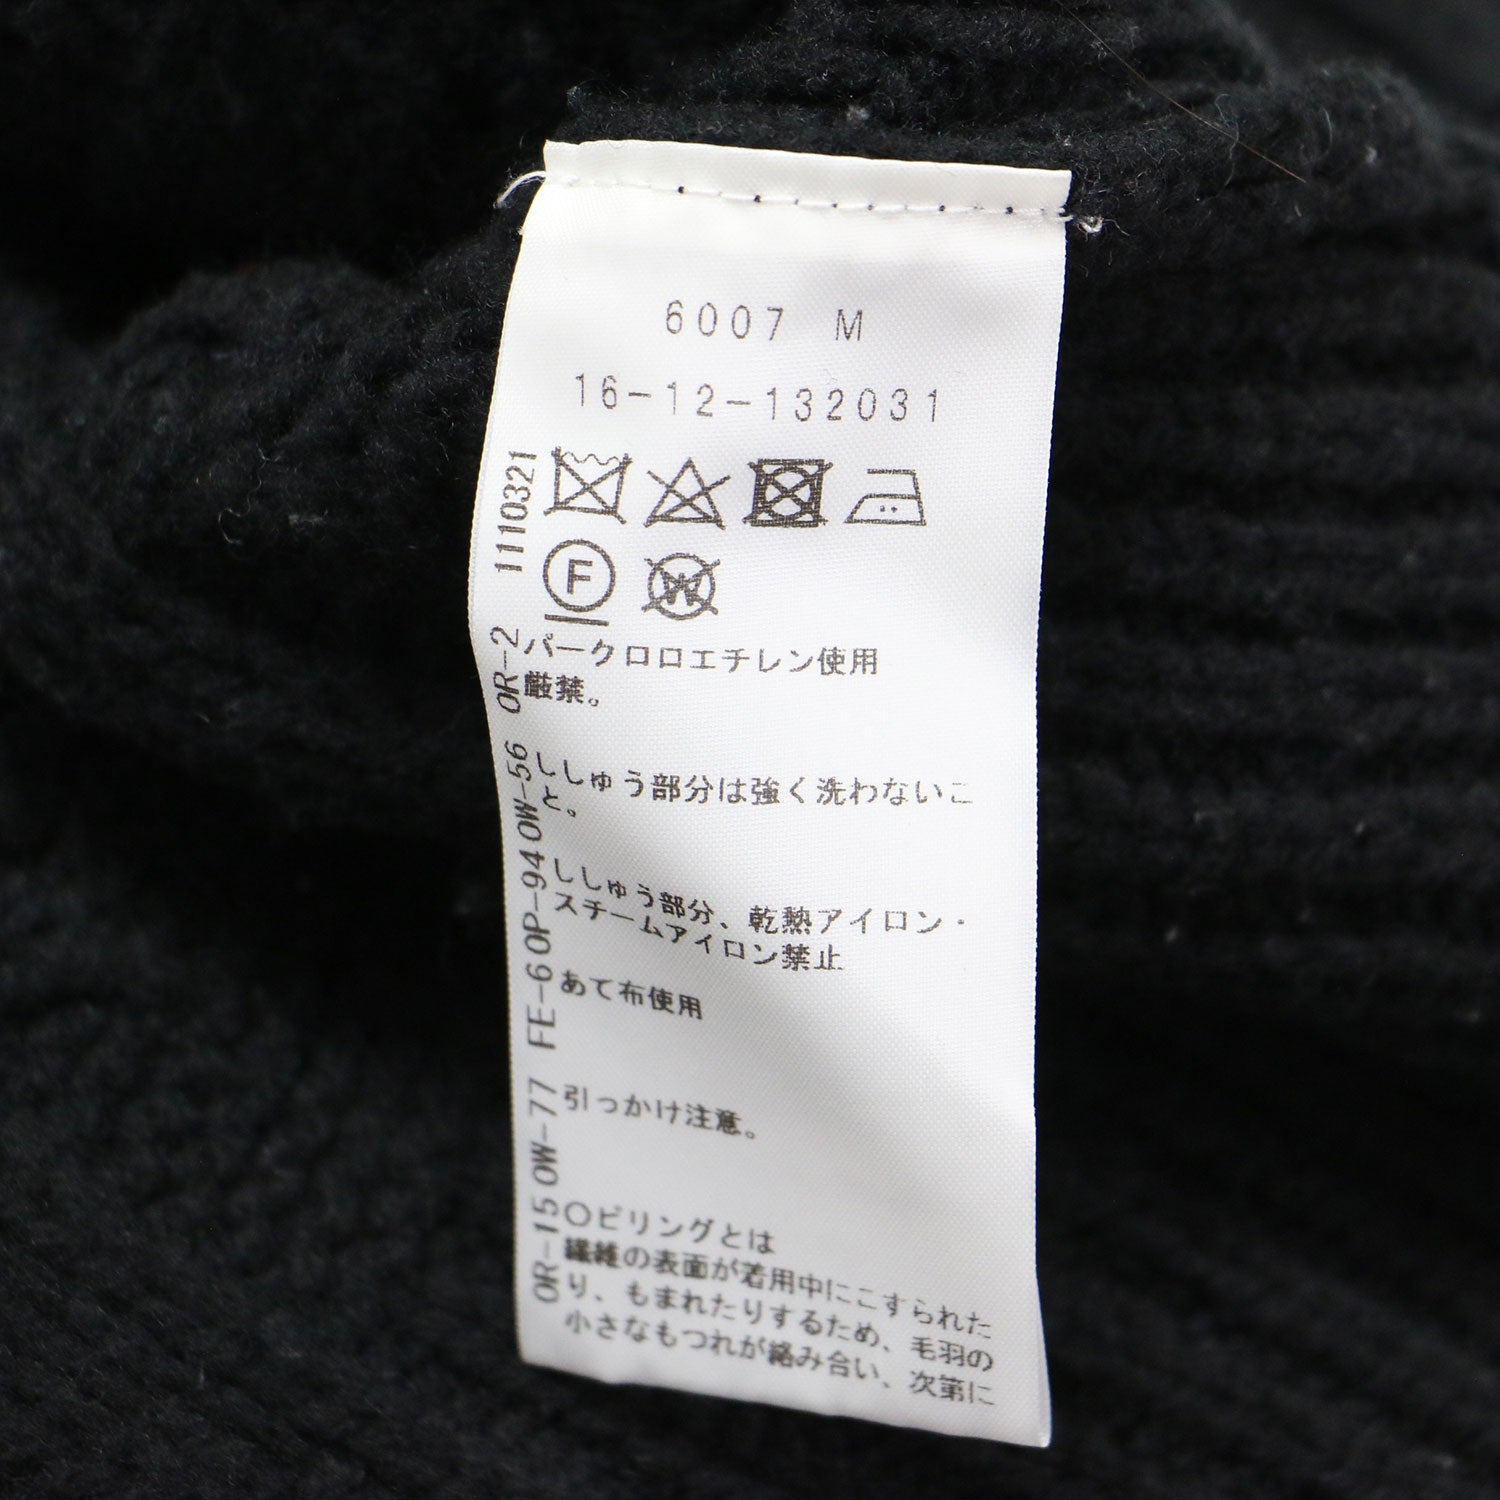 6007 M
16-12-132031
F
W
パークロロエチレン使用
厳禁。
ししゅう部分は強く洗わないこ
と。
ししゅう部分、乾熱アイロン・
スチームアイロン禁止
あて布使用
引っかけ注意。
〇ピリングとは
繊維の表面が着用中にこすられた
り、もまれたりするため、毛羽の
小さなもつれが絡み合い、次第に
1110321
OR-2
OW-56
OP-94
FE-6
OW-77
OR-15